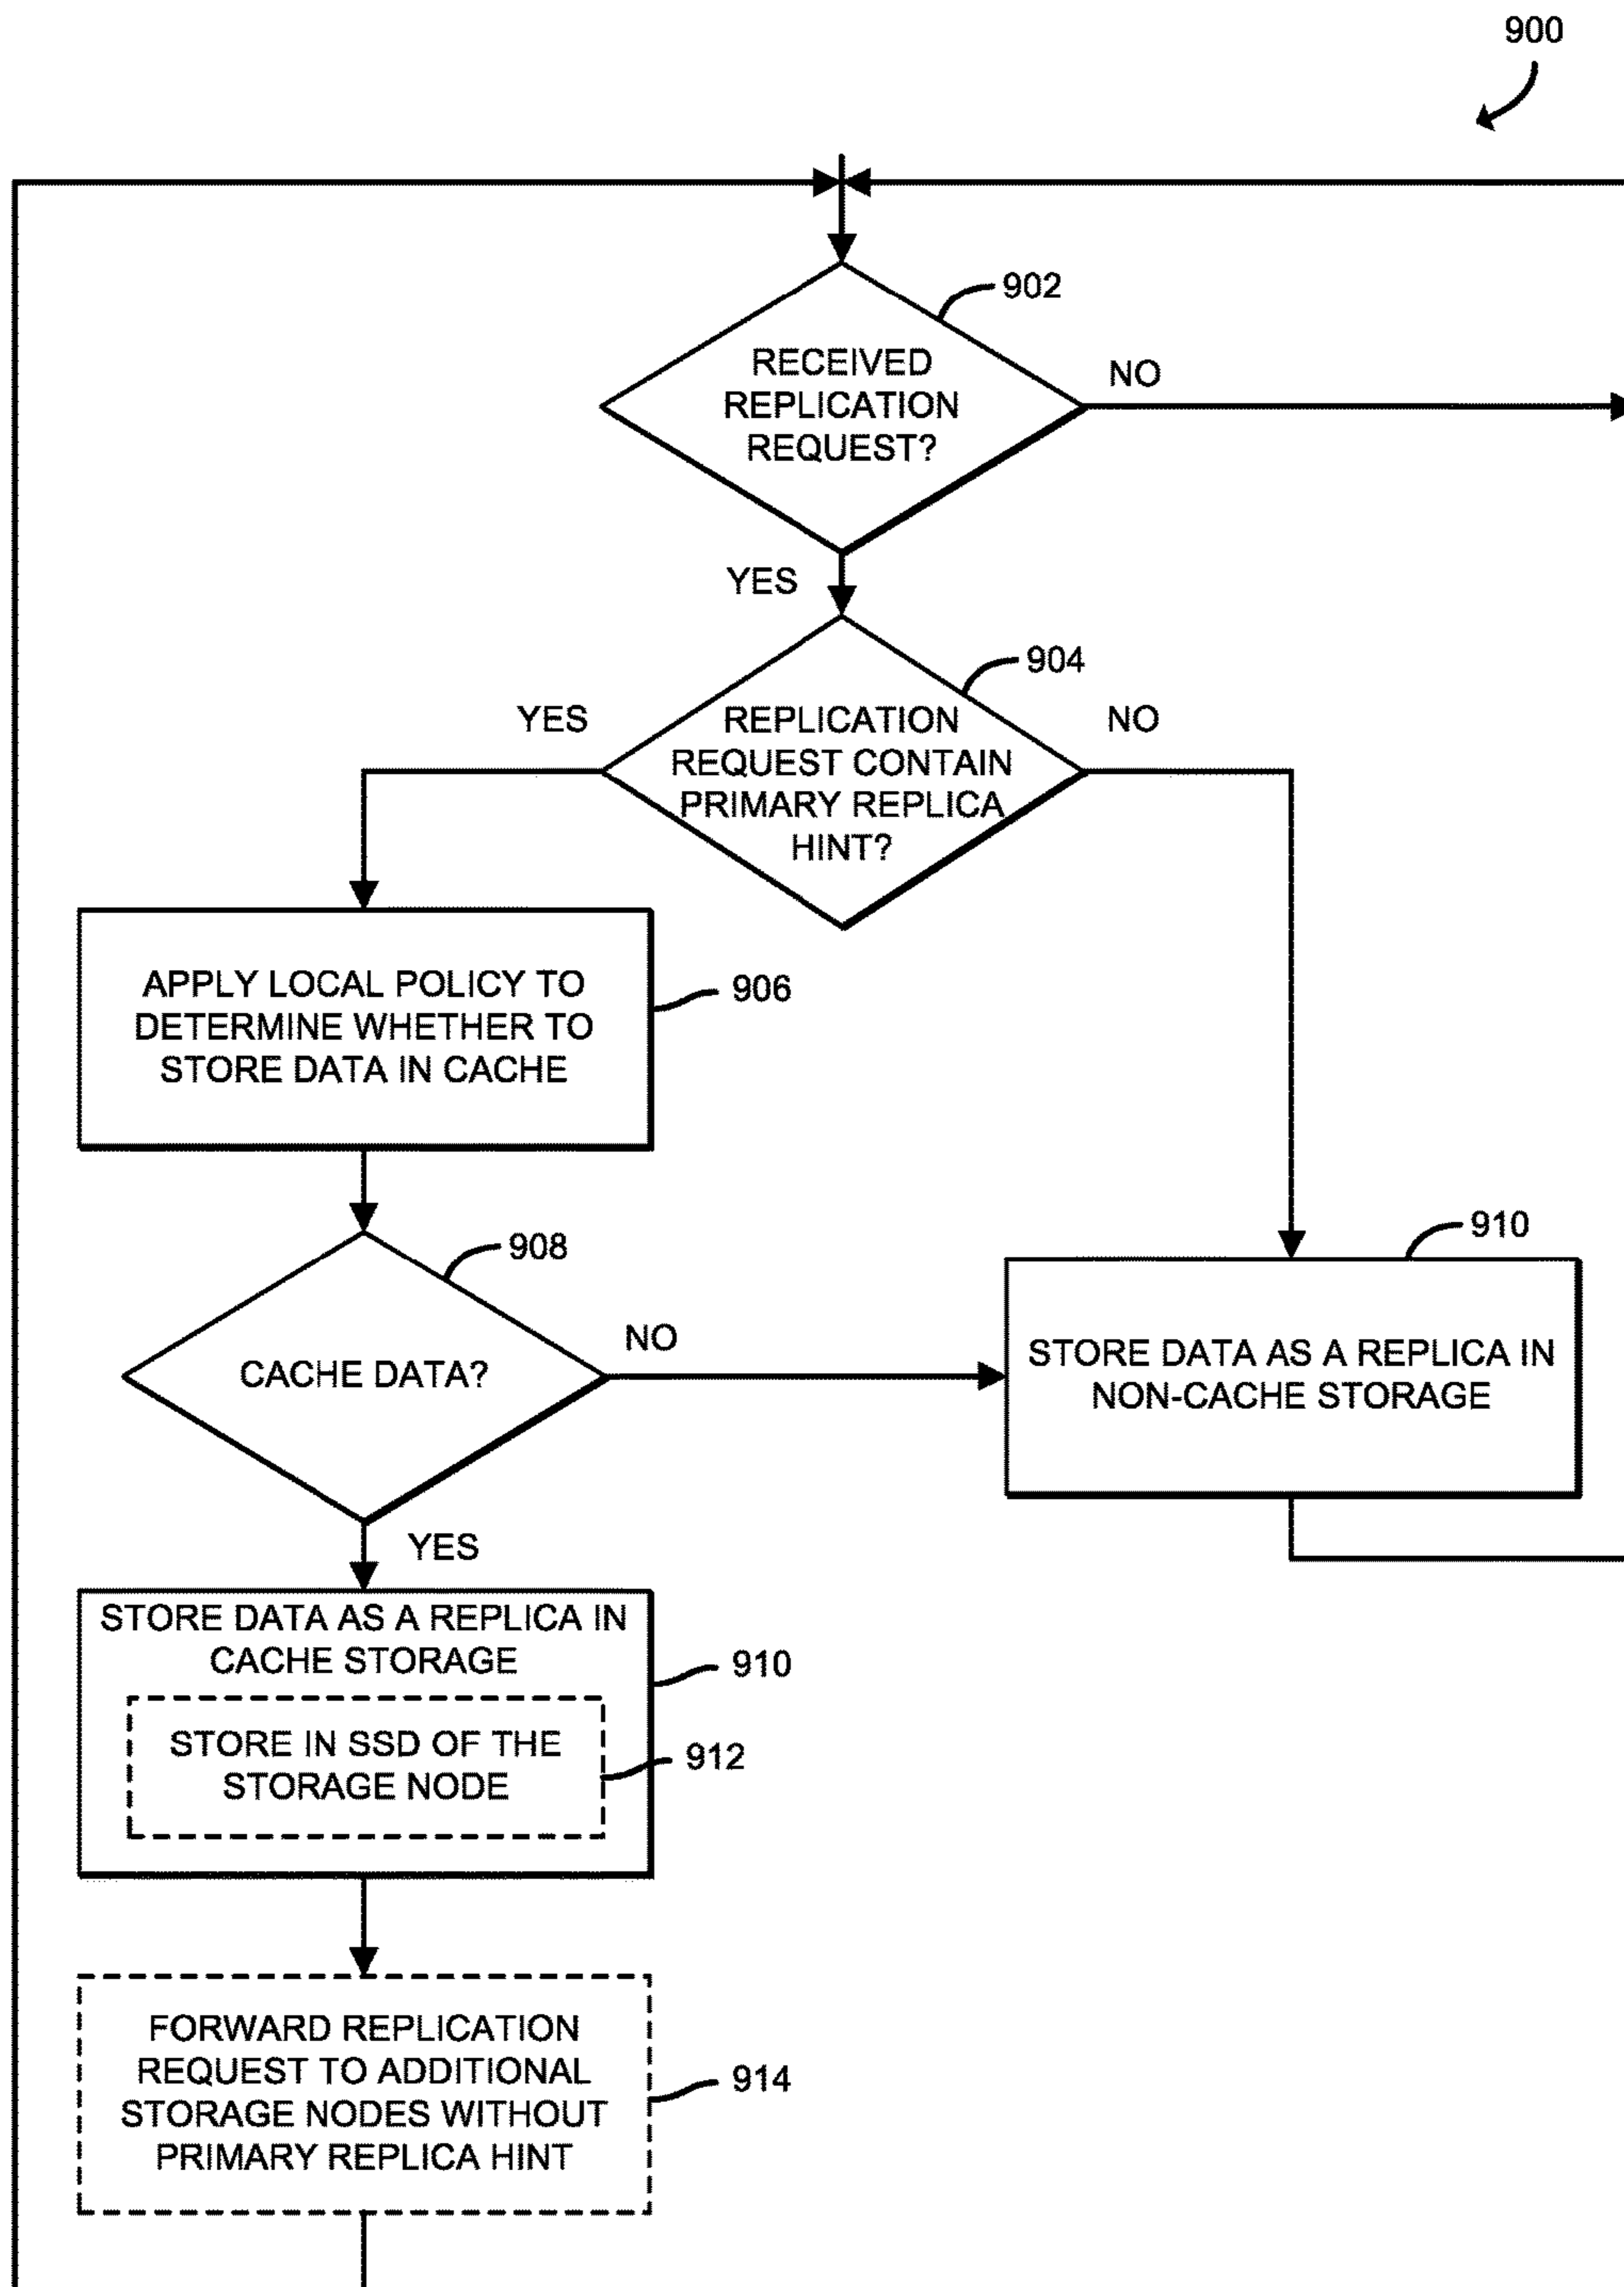 900
902
RECEIVED
REPLICATION
REQUEST?
NO
YES
904
YES
REPLICATION
REQUEST CONTAIN
PRIMARY REPLICA
HINT?
NO
APPLY LOCAL POLICY TO
DETERMINE WHETHER TO
STORE DATA IN CACHE
906
908
CACHE DATA?
NO
910
STORE DATA AS A REPLICA IN
NON-CACHE STORAGE
YES
STORE DATA AS A REPLICA IN
CACHE STORAGE
910
STORE IN SSD OF THE
STORAGE NODE
912
FORWARD REPLICATION
REQUEST TO ADDITIONAL
STORAGE NODES WITHOUT
PRIMARY REPLICA HINT
914